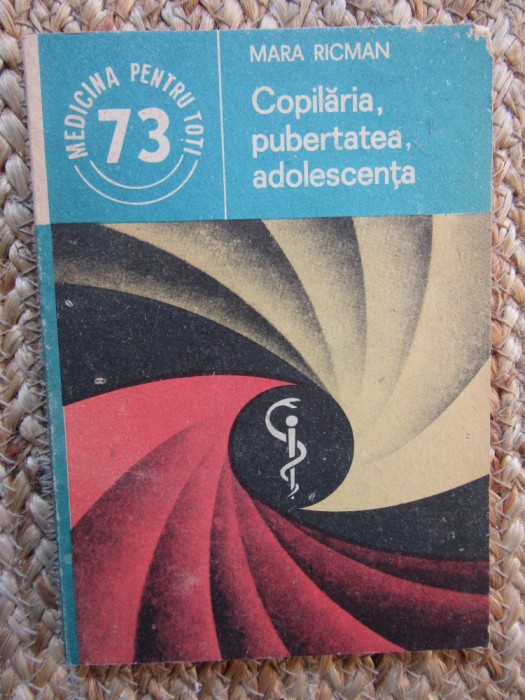 MEDICINA PENTRU TOȚI
73
MARA RICMAN
Copilăria,
pubertatea,
adolescența